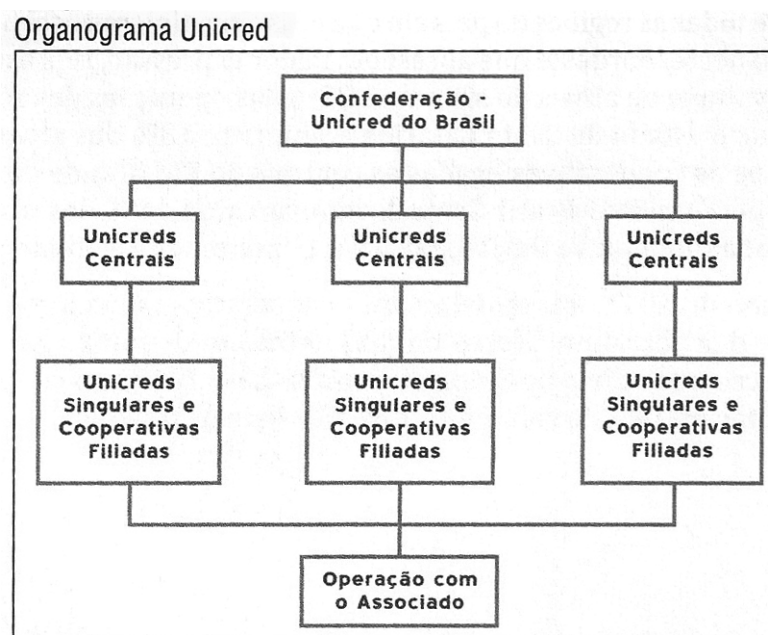 Organograma Unicred
Confederação
Unicred do Brasil
Unicreds
Centrais
Unicreds
Centrais
Unicreds
Centrais
Unicreds
Singulares e
Cooperativas
Filiadas
Unicreds
Singulares e
Cooperativas
Filiadas
Unicreds
Singulares e
Cooperativas
Filiadas
Operação com
o Associado